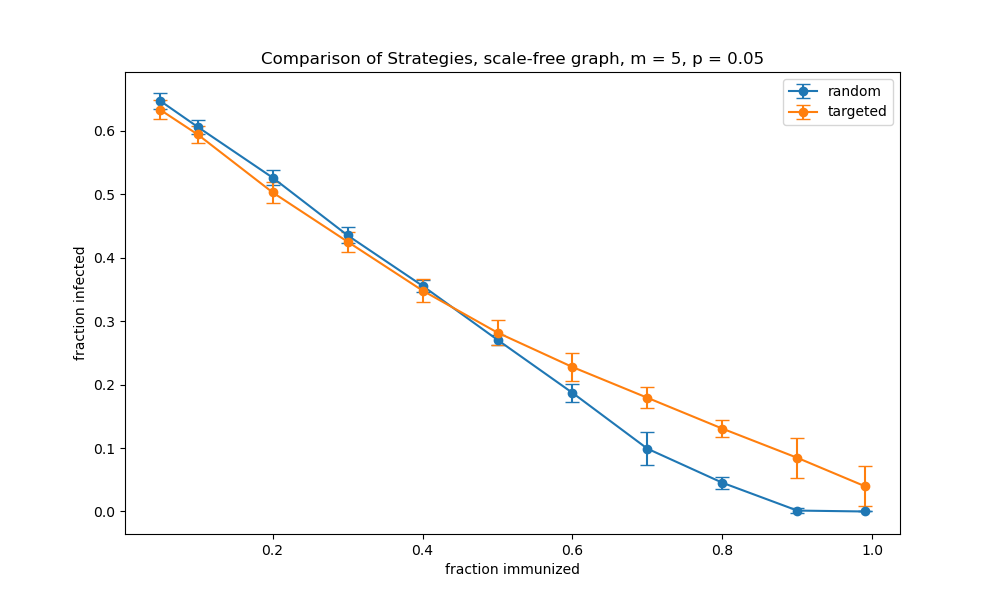 Comparison of Strategies, scale-free graph, m = 5, p = 0.05
random
targeted
fraction infected
0.6
0.5
0.4
0.3
0.2
0.1
0.0
0.2 0.4 0.6 0.8 1.0
fraction immunized